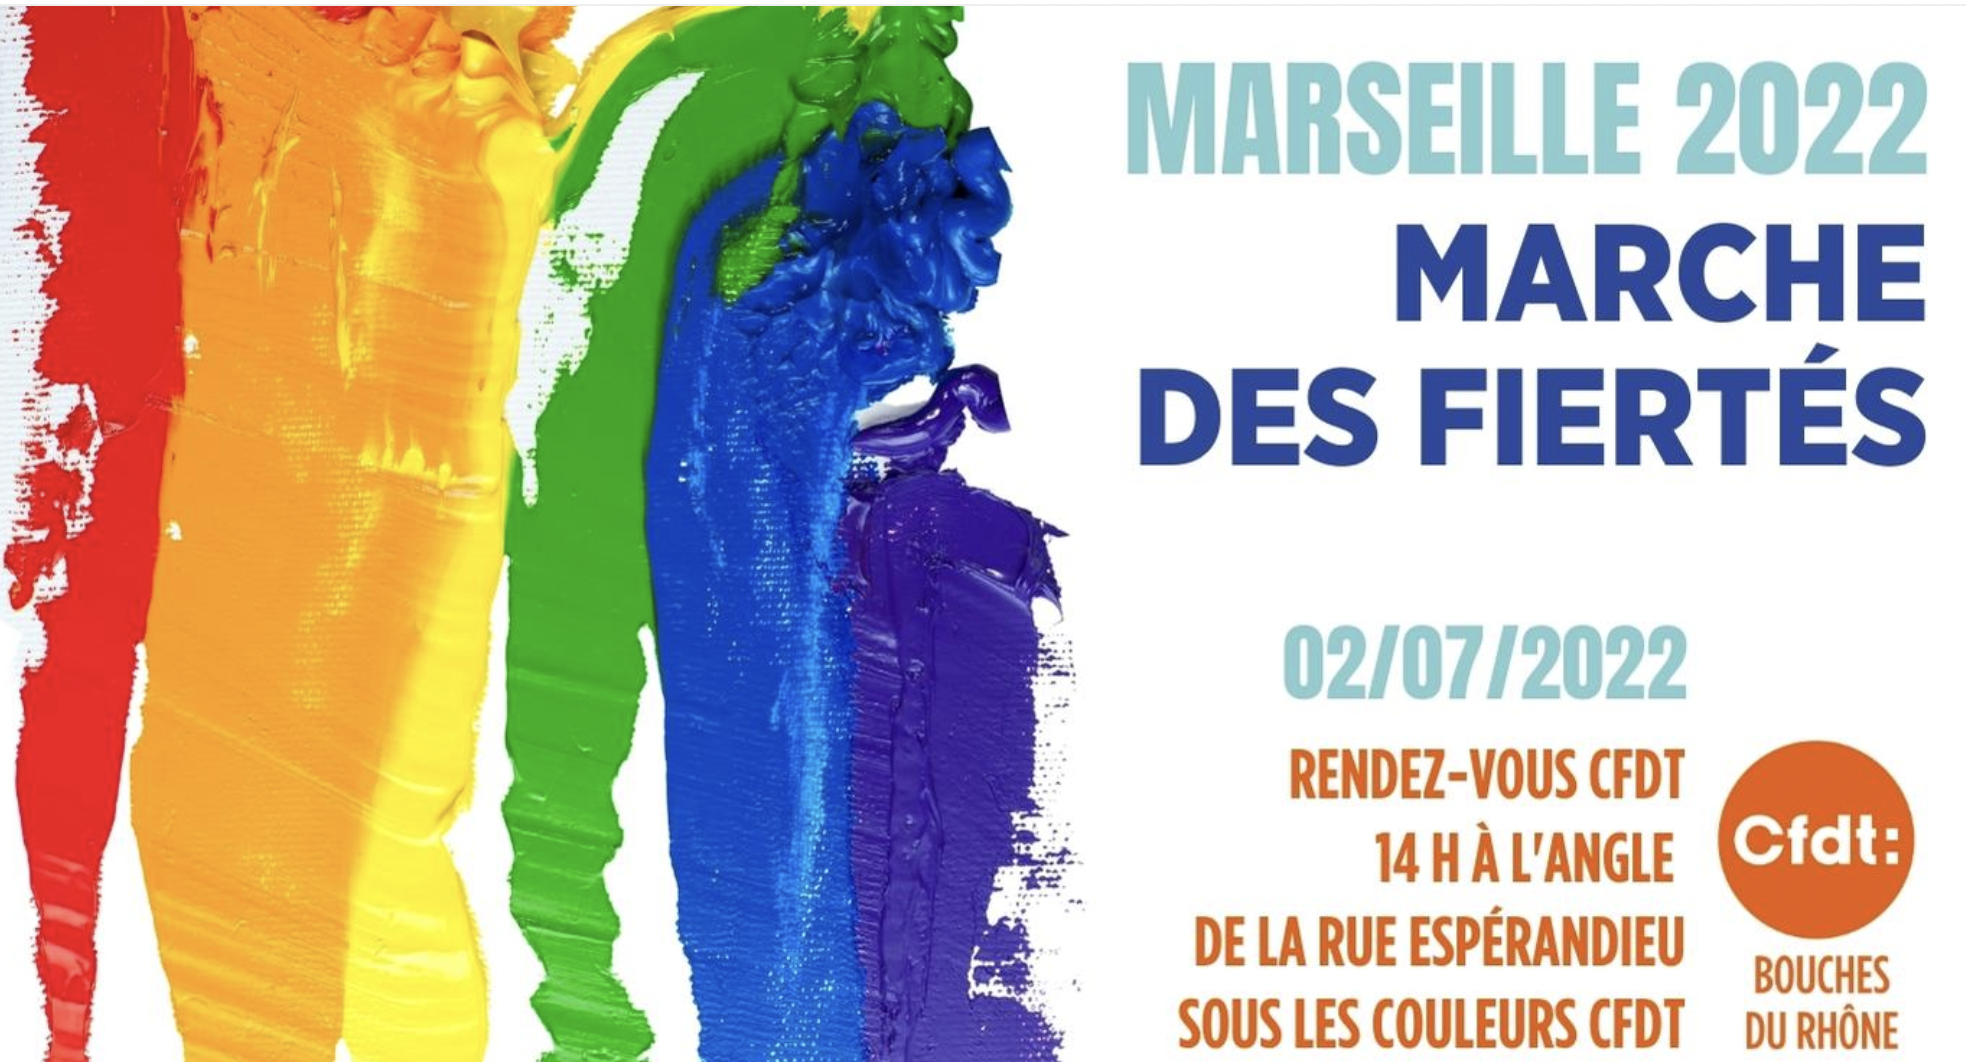 MARSEILLE 2022
MARCHE
DES FIERTÉS
02/07/2022
RENDEZ-VOUS CFDT
14 H À L'ANGLE
DE LA RUE ESPÉRANDIEU
SOUS LES COULEURS CFDT
Cfdt:
BOUCHES
DU RHÔNE